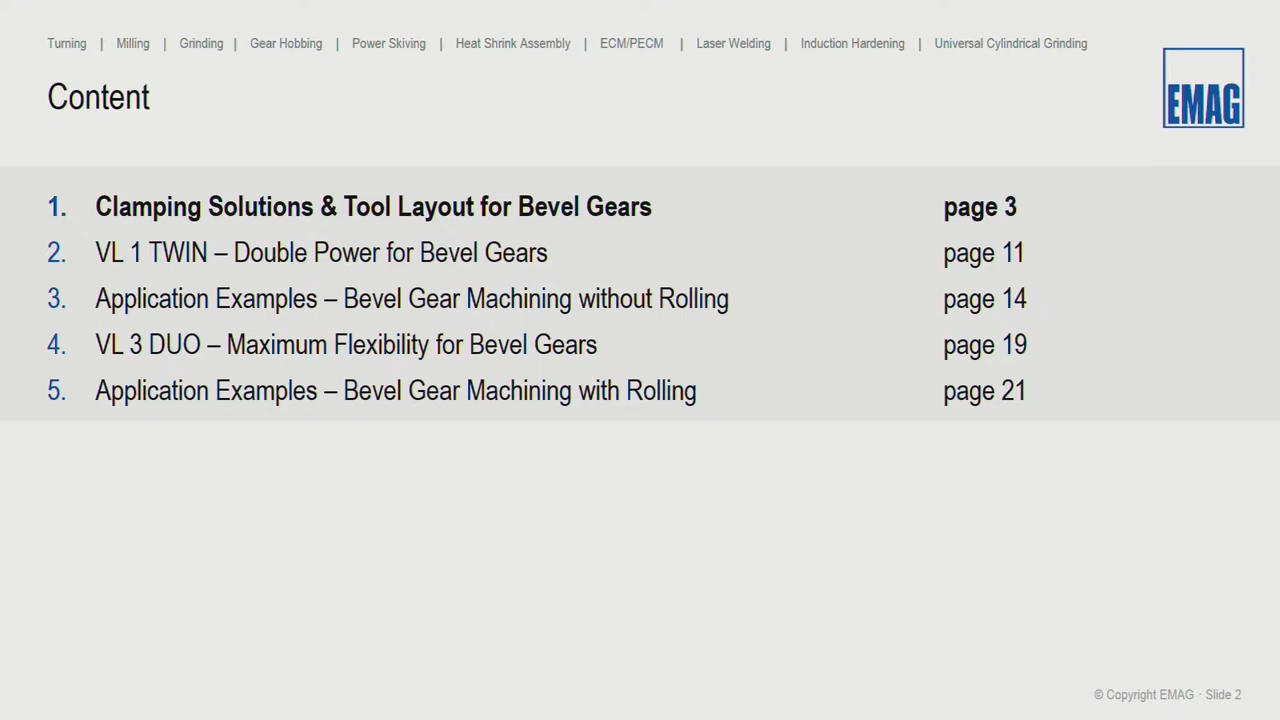 Turning | Milling | Grinding | Gear Hobbing | Power Skiving | Heat Shrink Assembly | ECM/PECM | Laser Welding | Induction Hardening | Universal Cylindrical Grinding
Content
EMAG
1. Clamping Solutions & Tool Layout for Bevel Gears page 3
2. VL 1 TWIN – Double Power for Bevel Gears page 11
3. Application Examples – Bevel Gear Machining without Rolling page 14
4. VL 3 DUO – Maximum Flexibility for Bevel Gears page 19
5. Application Examples – Bevel Gear Machining with Rolling page 21
© Copyright EMAG · Slide 2